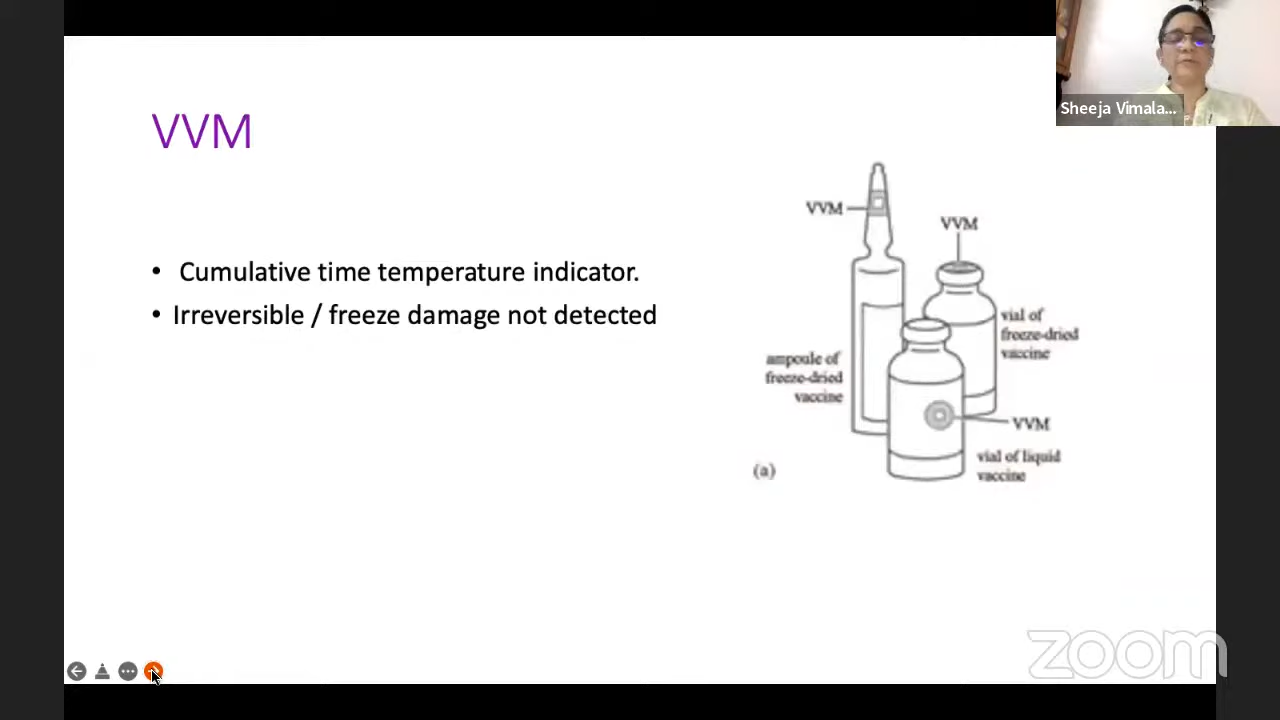 Sheeja Vimala...
VVM
• Cumulative time temperature indicator.
• Irreversible / freeze damage not detected
VVM
VVM
vial of
freeze-dried
vaccine
ampoule of
freeze-dried
vaccine
VVM
vial of liquid
vaccine
(a)
zoom